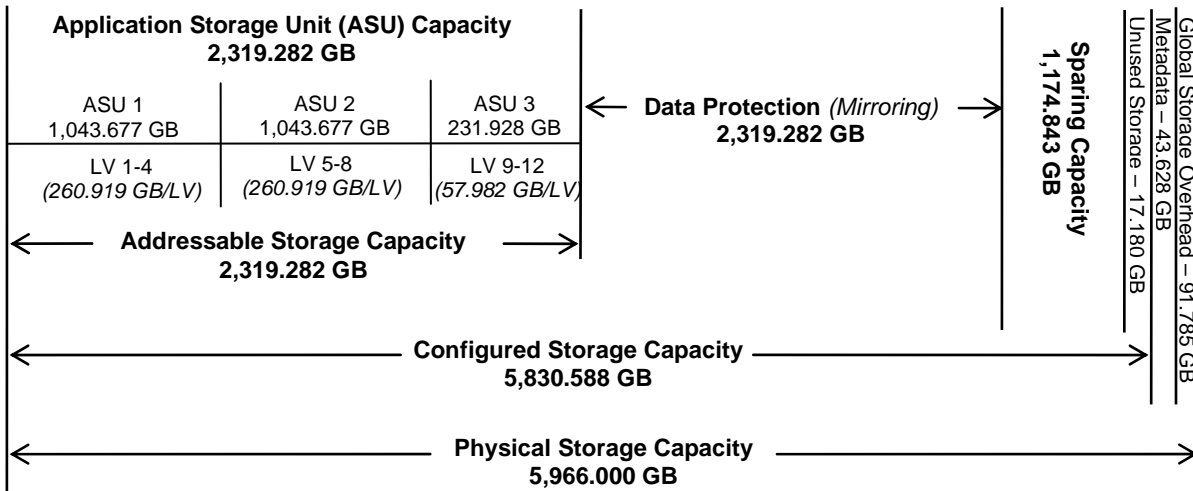 Application Storage Unit (ASU) Capacity
2,319.282 GB
ASU 1
1,043.677 GB
ASU 2
1,043.677 GB
ASU 3
231.928 GB
LV 1-4
(260.919 GB/LV)
LV 5-8
(260.919 GB/LV)
LV 9-12
(57.982 GB/LV)
Addressable Storage Capacity
2,319.282 GB
Data Protection (Mirroring)
2,319.282 GB
Sparing Capacity
1,174.843 GB
Unused Storage – 17.180 GB
Metadata – 43.628 GB
Global Storage Overhead – 91.785 GB
Configured Storage Capacity
5,830.588 GB
Physical Storage Capacity
5,966.000 GB